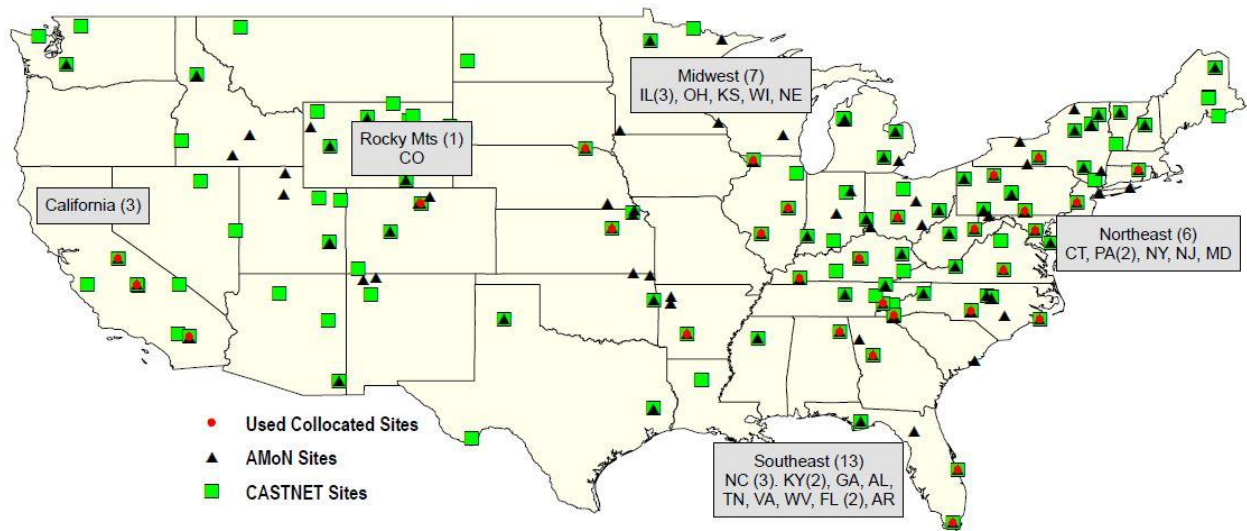 Midwest (7)
IL(3), OH, KS, WI, NE
Rocky Mts (1)
CO
California (3)
Northeast (6)
CT, PA(2), NY, NJ, MD
Used Collocated Sites
AMoN Sites
CASTNET Sites
Southeast (13)
NC (3). KY(2), GA, AL,
TN, VA, WV, FL (2), AR